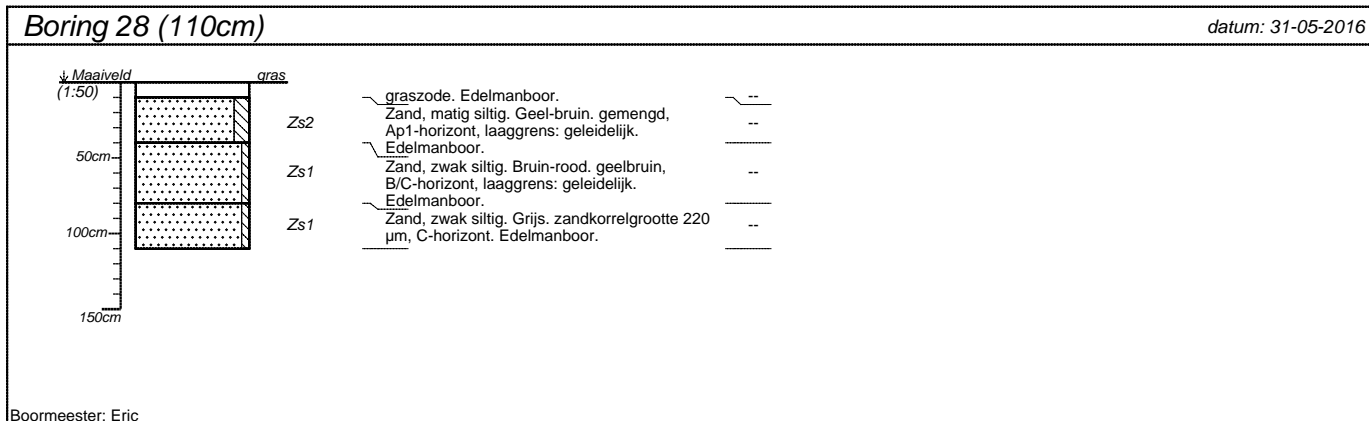 Boring 28 (110cm)
datum: 31-05-2016
Maaiveld
gras
(1:50)
50cm
100cm
150cm
Zs2
Zs1
Zs1
graszode. Edelmanboor.
--
Zand, matig siltig. Geel-bruin. gemengd,
Ap1-horizont, laaggrens: geleidelijk.
Edelmanboor.
--
Zand, zwak siltig. Bruin-rood. geelbruin,
B/C-horizont, laaggrens: geleidelijk.
Edelmanboor.
--
Zand, zwak siltig. Grijs. zandkorrelgrootte 220
µm, C-horizont. Edelmanboor.
--
Boormeester: Eric